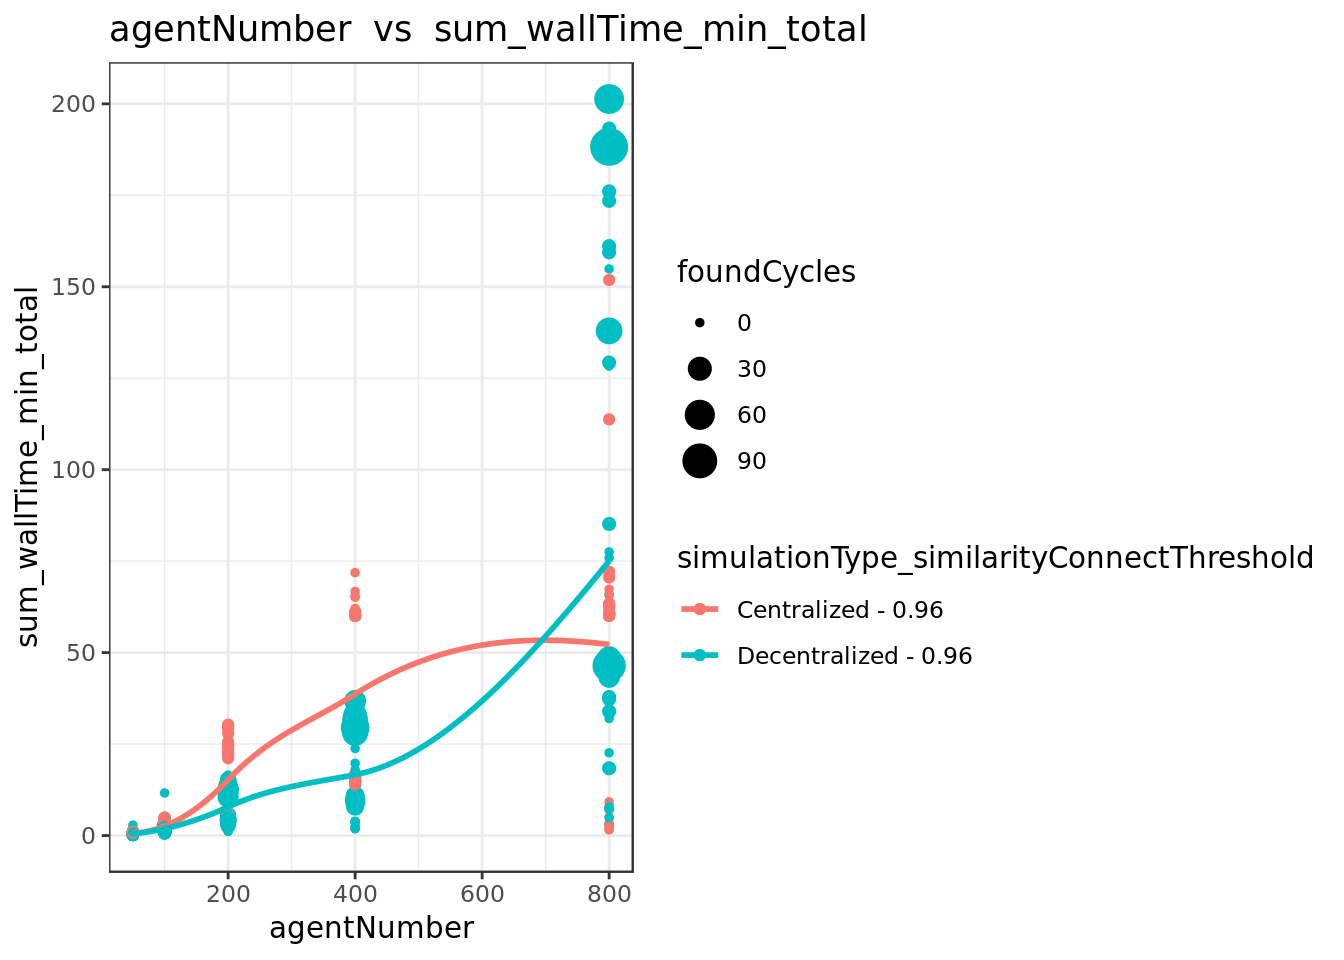 agentNumber  vs  sum_wallTime_min_total
sum_wallTime_min_total
200
150
100
50
0
200
400
600
800
agentNumber
foundCycles
0
30
60
90
simulationType_similarityConnectThreshold
Centralized - 0.96
Decentralized - 0.96